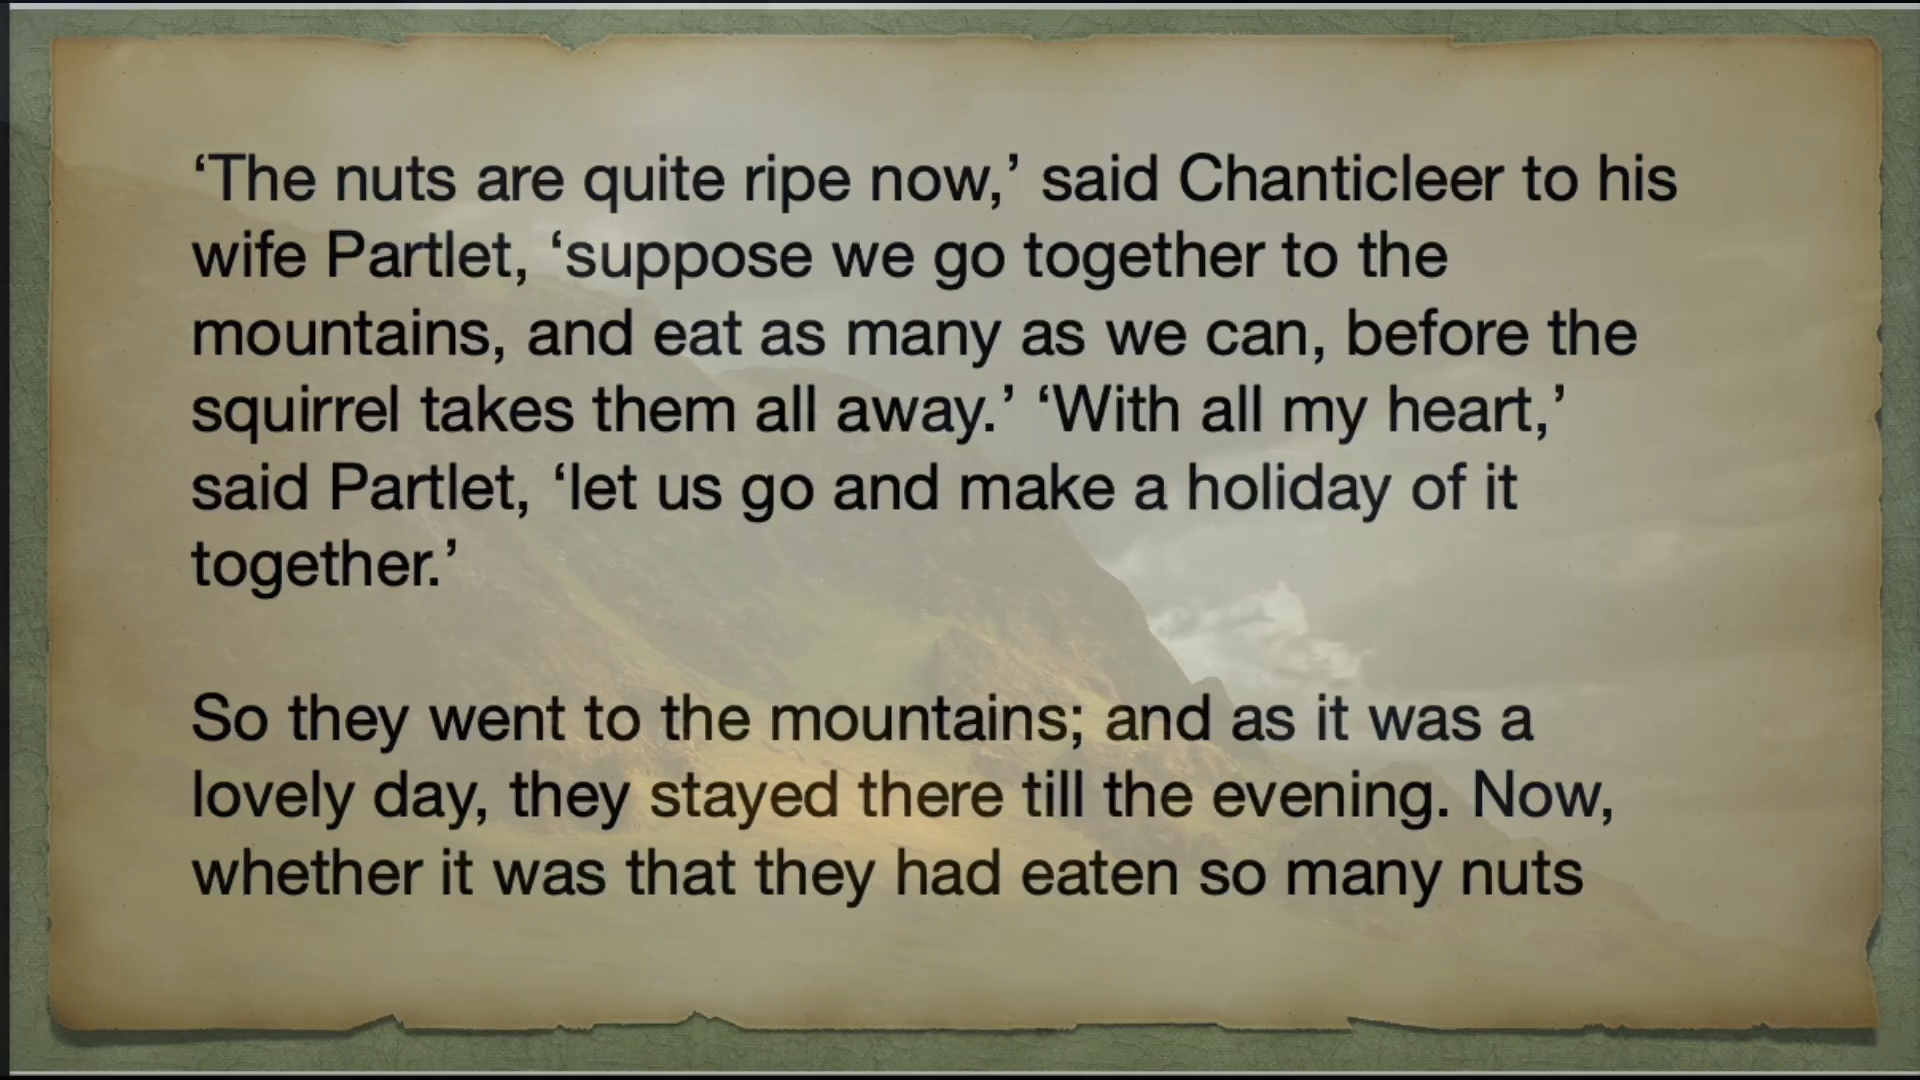 ‘The nuts are quite ripe now,’ said Chanticleer to his
wife Partlet, ‘suppose we go together to the
mountains, and eat as many as we can, before the
squirrel takes them all away.’ ‘With all my heart,’
said Partlet, ‘let us go and make a holiday of it
together.’
So they went to the mountains; and as it was a
lovely day, they stayed there till the evening. Now,
whether it was that they had eaten so many nuts